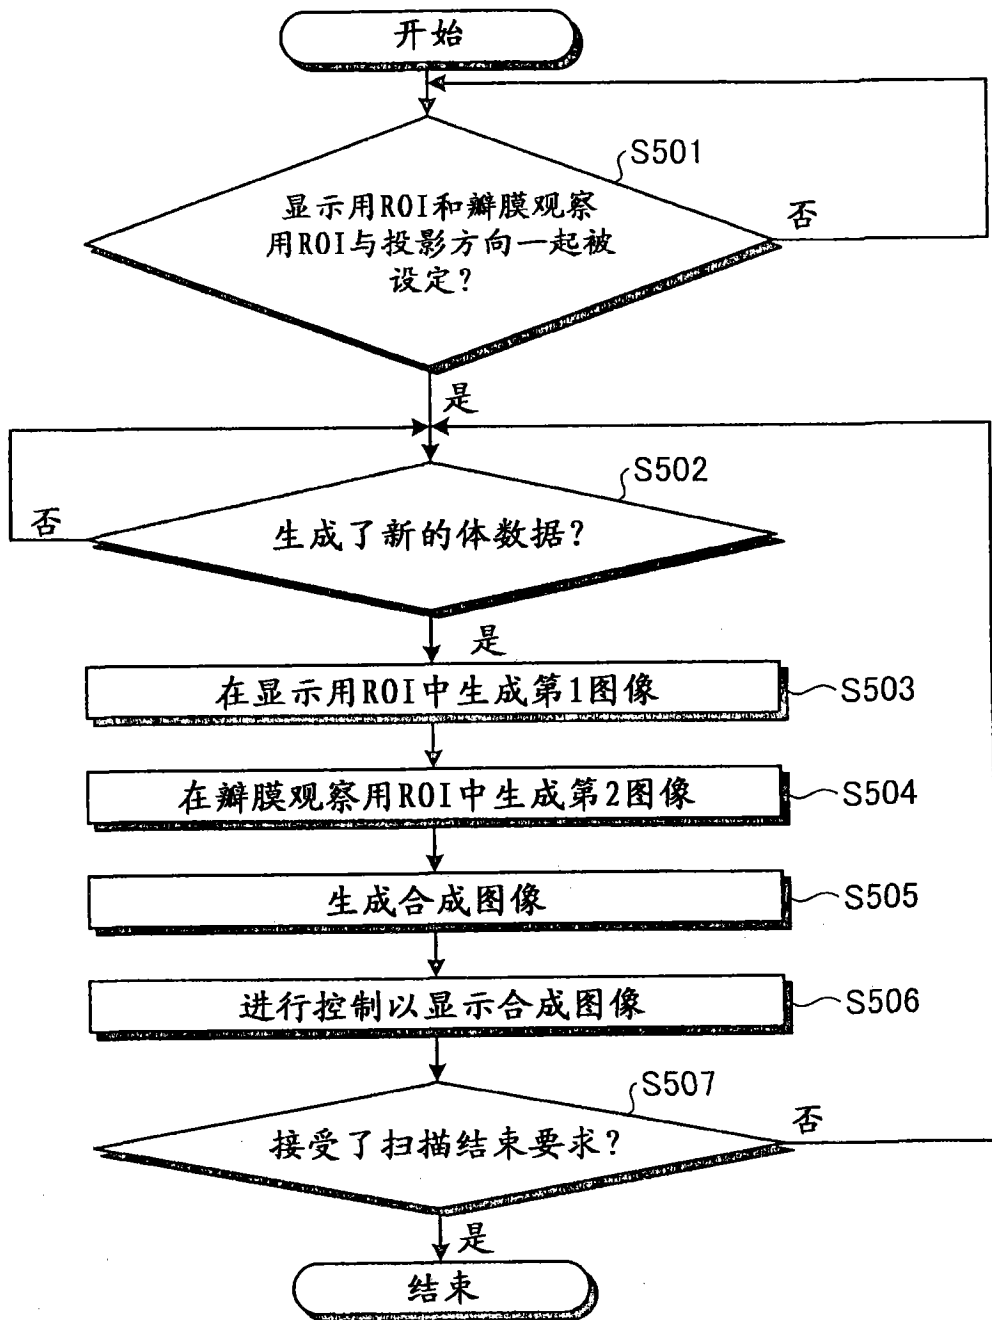 开始
S501
显示用ROI和瓣膜观察
用ROI与投影方向一起被
设定?
否
是
S502
生成了新的体数据?
否
是
在显示用ROI中生成第1图像
S503
在瓣膜观察用ROI中生成第2图像
S504
生成合成图像
S505
进行控制以显示合成图像
S506
S507
接受了扫描结束要求?
否
是
结束